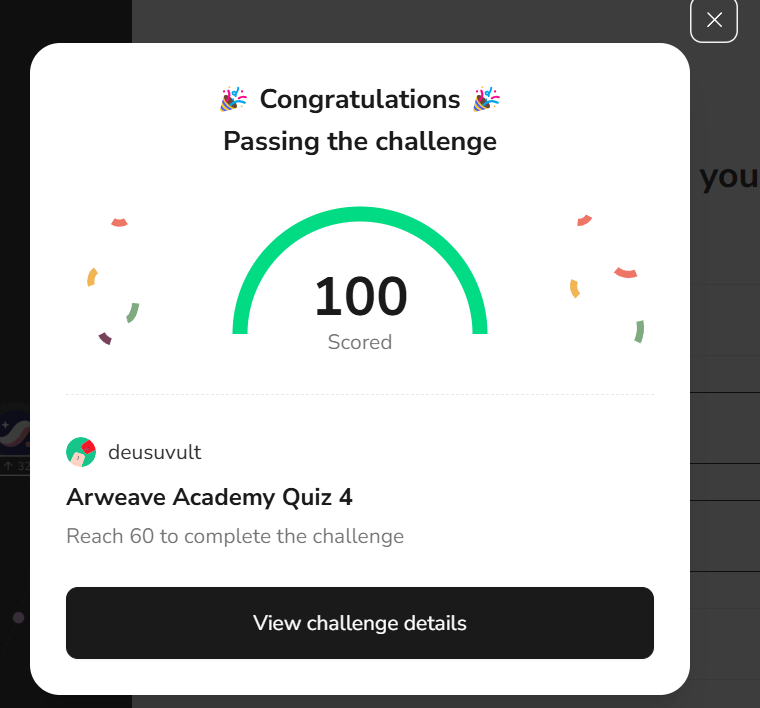 🎉 Congratulations 🎉
Passing the challenge
you
100
Scored
deusuvult
↑ 32
Arweave Academy Quiz 4
Reach 60 to complete the challenge
View challenge details